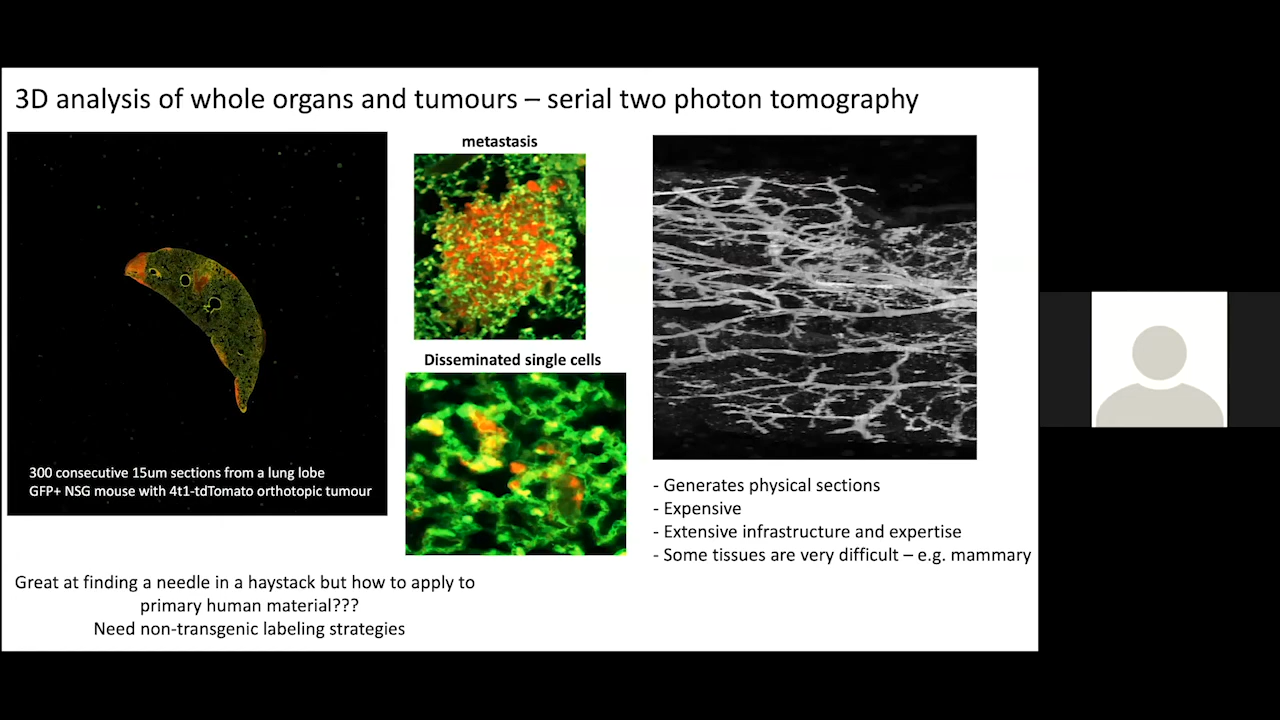 3D analysis of whole organs and tumours – serial two photon tomography
300 consecutive 15um sections from a lung lobe
GFP+ NSG mouse with 4t1-tdTomato orthotopic tumour
metastasis
Disseminated single cells
- Generates physical sections
- Expensive
- Extensive infrastructure and expertise
- Some tissues are very difficult – e.g. mammary
Great at finding a needle in a haystack but how to apply to
primary human material???
Need non-transgenic labeling strategies